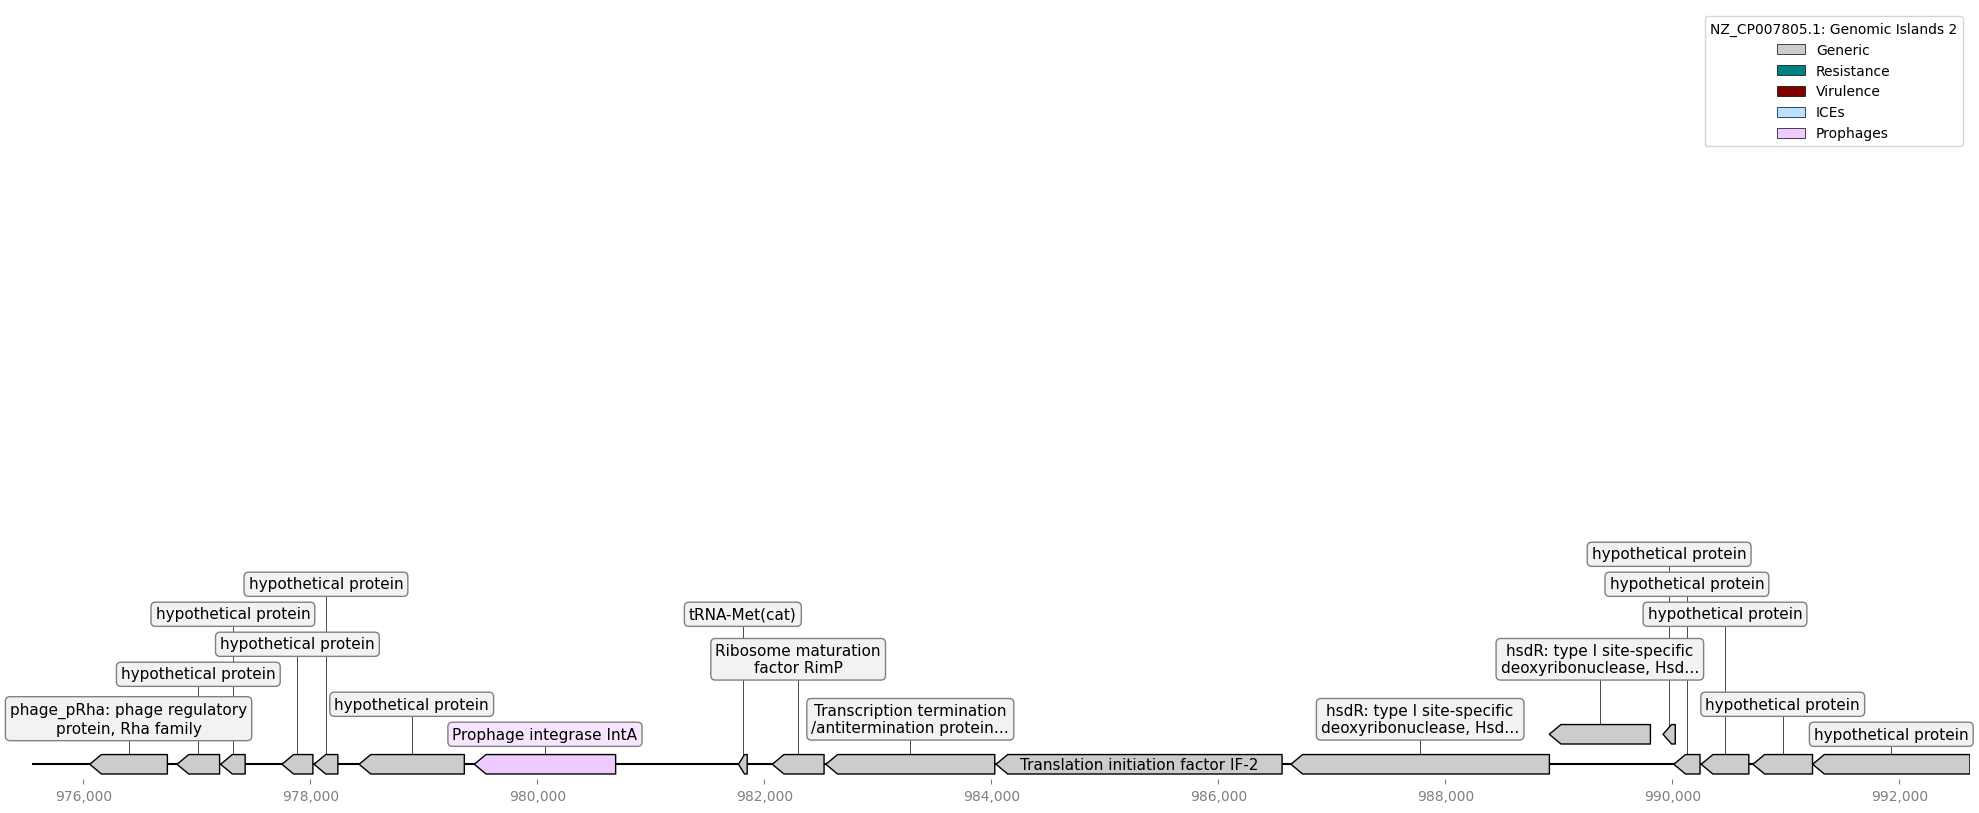 NZ_CP007805.1: Genomic Islands 2
Generic
Resistance
Virulence
ICEs
Prophages
hypothetical protein
hypothetical protein
hypothetical protein
hypothetical protein
hypothetical protein
tRNA-Met(cat)
hypothetical protein
hypothetical protein
Ribosome maturation
factor RimP
hsdR: type I site-specific
deoxyribonuclease, Hsd...
hypothetical protein
phage_pRha: phage regulatory
protein, Rha family
hypothetical protein
Transcription termination
/antitermination protein...
hsdR: type I site-specific
deoxyribonuclease, Hsd...
hypothetical protein
Prophage integrase IntA
hypothetical protein
Translation initiation factor IF-2
976,000
978,000
980,000
982,000
984,000
986,000
988,000
990,000
992,000